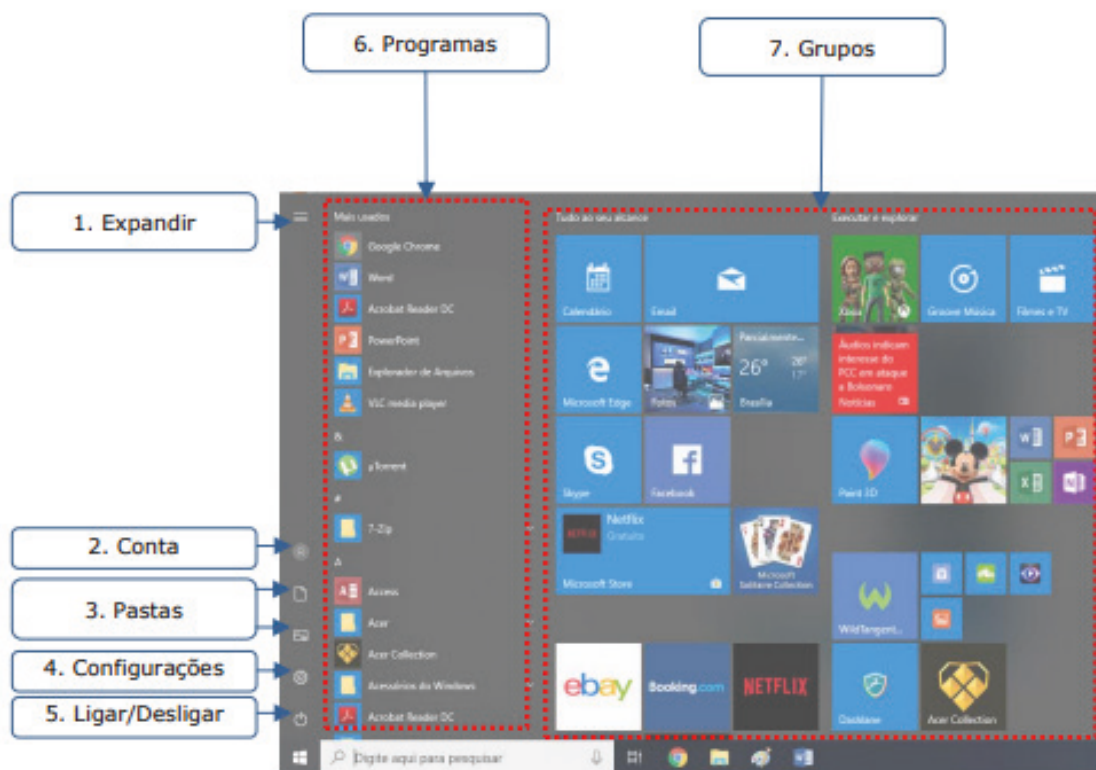 6. Programas
7. Grupos
1. Expandir
2. Conta
3. Pastas
4. Configurações
5. Ligar/Desligar
Mais usados
Google Chrome
Word
Acrobat Reader DC
PowerPoint
Explorador de Arquivos
VLC media player
&
µTorrent
#
7-Zip
A
Access
Acer
Acer Collection
Acessórios do Windows
Acrobat Reader DC
Tudo ao seu alcance
Calendário
Email
Microsoft Edge
Fotos
Parcialmente...
26° 26°
17°
Brasília
Skype
Facebook
NETFLIX
Netflix
Gratuito
Microsoft Store
Microsoft
Solitaire Collection
ebay
Booking.com
NETFLIX
Executar e explorar
Xbox
Groove Música
Filmes e TV
Áudios indicam
interesse do
PCC em ataque
a Bolsonaro
Notícias
Paint 3D
WildTangent...
Dashlane
Acer Collection
Digite aqui para pesquisar